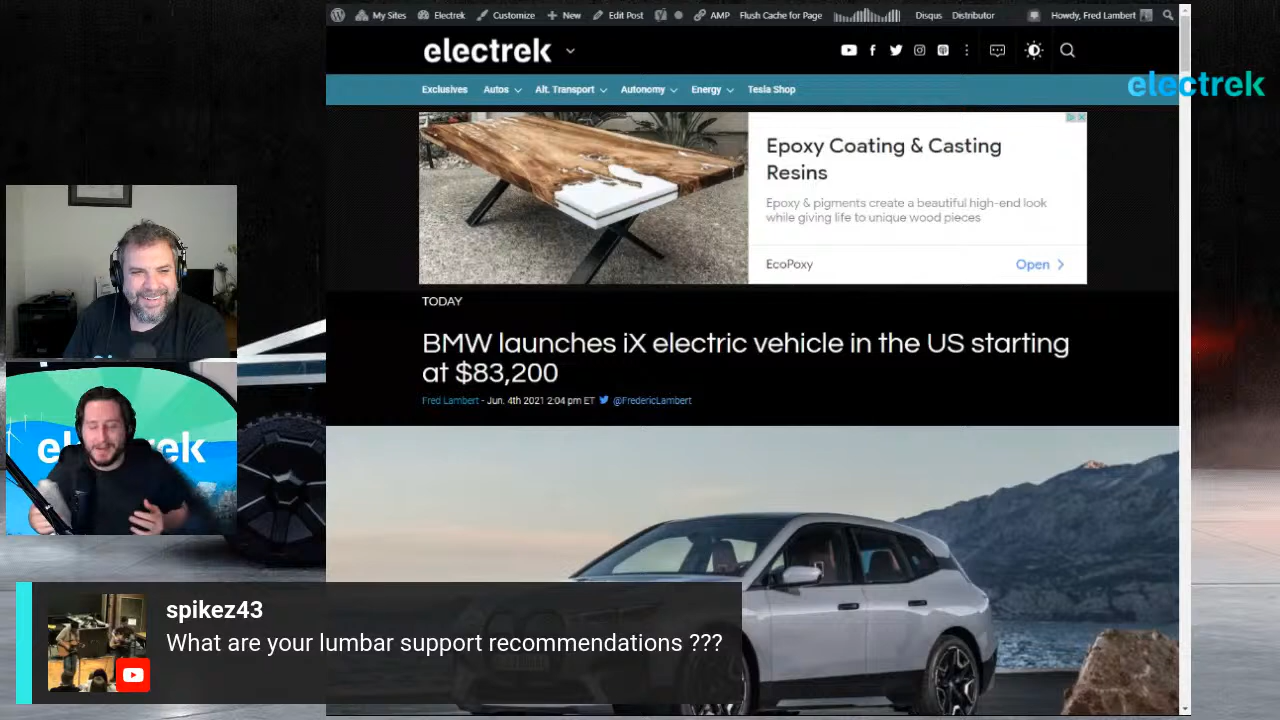 My Sites
Electrek
Customize
New
Edit Post
AMP
Flush Cache for Page
Disqus
Distributor
Howdy, Fred Lambert
electrek
electrek
Exclusives
Autos
Alt. Transport
Autonomy
Energy
Tesla Shop
Epoxy Coating & Casting
Resins
Epoxy & pigments create a beautiful high-end look
while giving life to unique wood pieces
EcoPoxy
Open
TODAY
BMW launches iX electric vehicle in the US starting
at $83,200
Fred Lambert - Jun. 4th 2021 2:04 pm ET
@FredericLambert
spikez43
What are your lumbar support recommendations ???